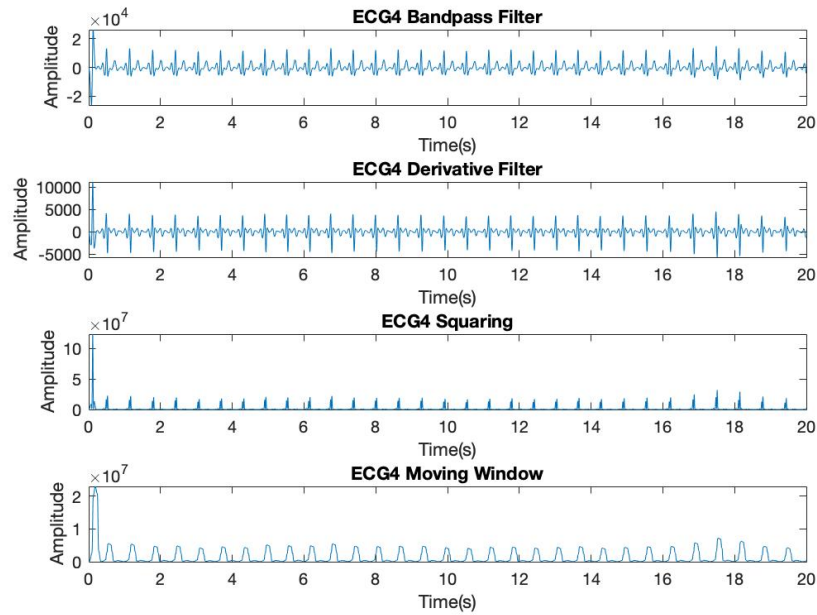 ECG4 Bandpass Filter
×10⁴
2
0
-2
Amplitude
0 2 4 6 8 10 12 14 16 18 20
Time(s)
ECG4 Derivative Filter
10000
5000
0
-5000
Amplitude
0 2 4 6 8 10 12 14 16 18 20
Time(s)
ECG4 Squaring
×10⁷
10
5
0
Amplitude
0 2 4 6 8 10 12 14 16 18 20
Time(s)
ECG4 Moving Window
×10⁷
2
1
0
Amplitude
0 2 4 6 8 10 12 14 16 18 20
Time(s)